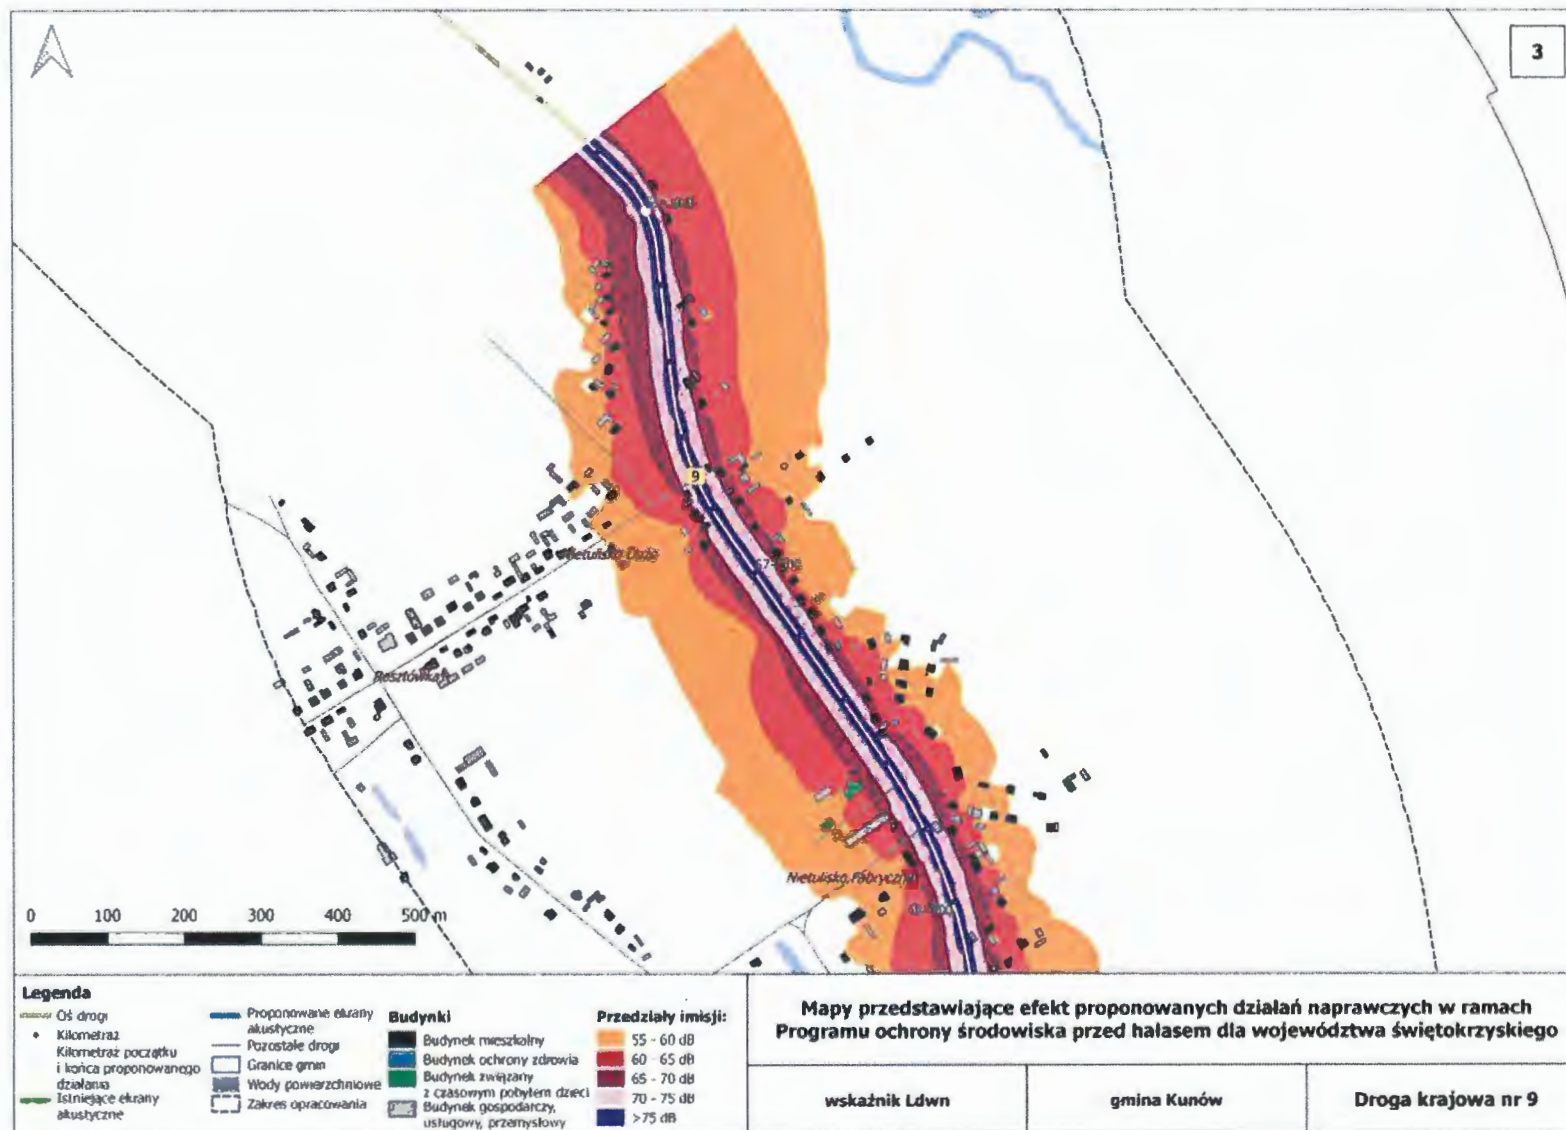 3
9
Rosztówka
Nietulisko Duże
Nietulisko Fabryczne
0 100 200 300 400 500 m
Legenda
Oś drogi
Kilometraż
Kilometraż początku
i końca proponowanego
działania
Istniejące ekrany
akustyczne
Proponowane ekrany
akustyczne
Pozostałe drogi
Granice gmin
Wody powierzchniowe
Zakres opracowania
Budynki
Budynek mieszkalny
Budynek ochrony zdrowia
Budynek związany
z czasowym pobytem dzieci
Budynek gospodarczy,
usługowy, przemysłowy
Przedziały imisji:
55 - 60 dB
60 - 65 dB
65 - 70 dB
70 - 75 dB
>75 dB
Mapy przedstawiające efekt proponowanych działań naprawczych w ramach
Programu ochrony środowiska przed hałasem dla województwa świętokrzyskiego
wskaźnik Ldwn
gmina Kunów
Droga krajowa nr 9